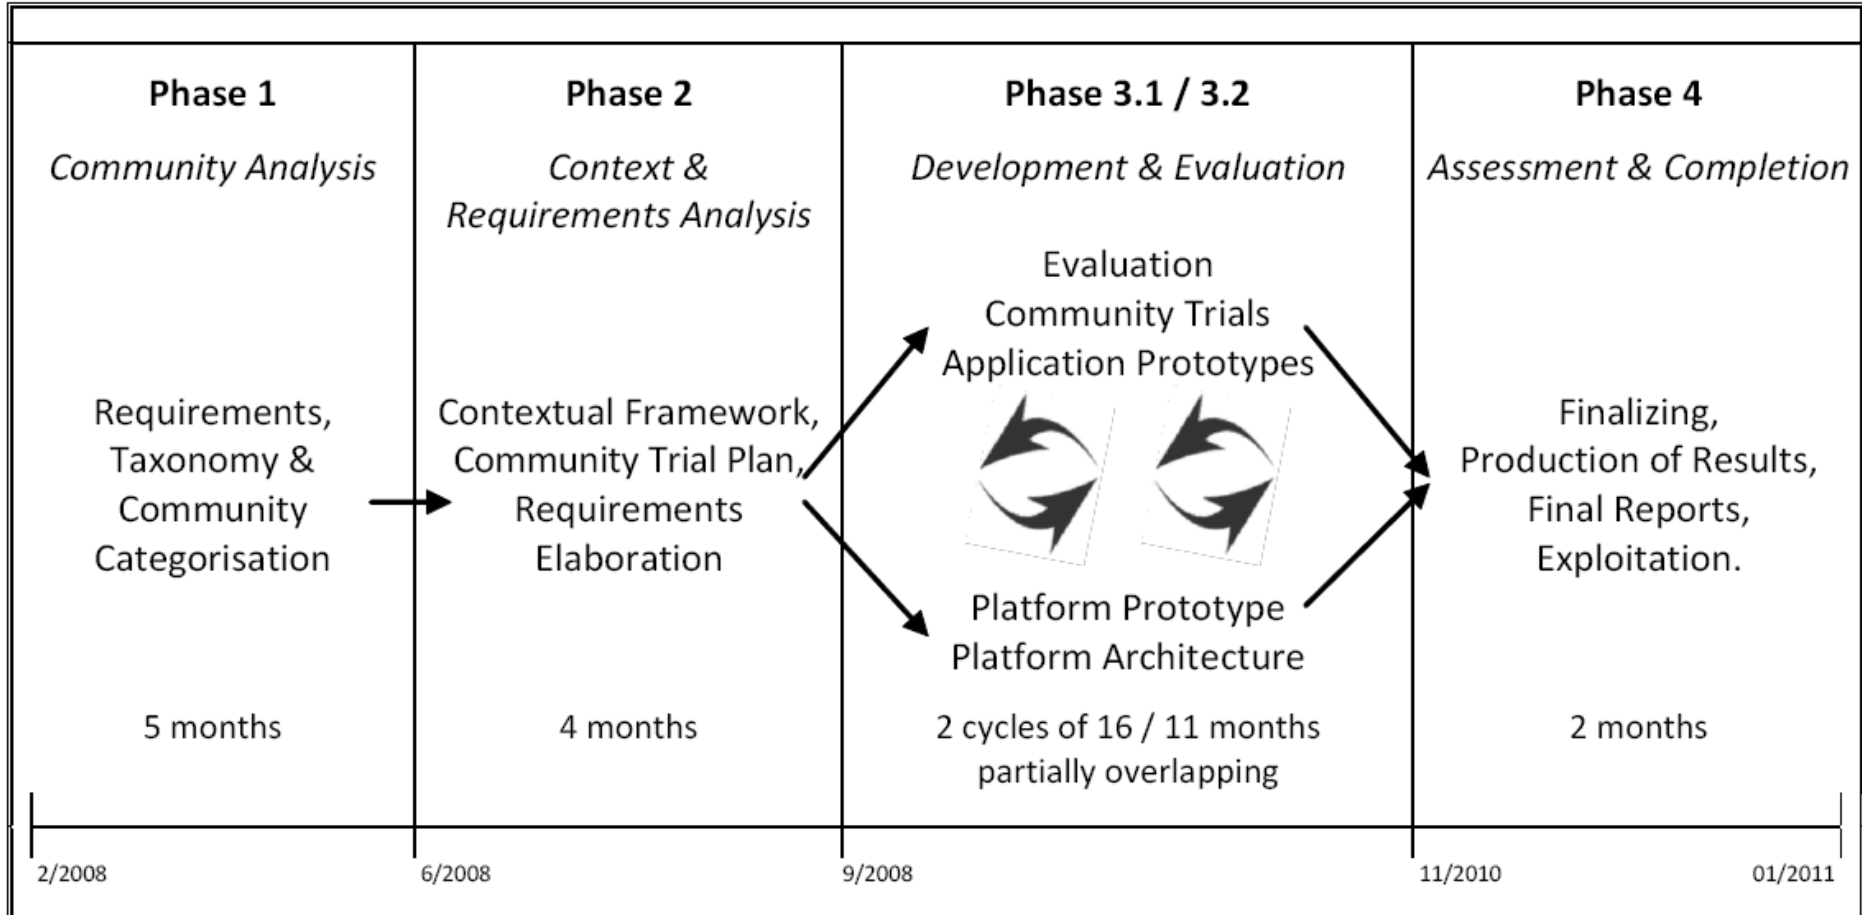 Phase 1
Community Analysis
Requirements,
Taxonomy &
Community
Categorisation
5 months
Phase 2
Context &
Requirements Analysis
Contextual Framework,
Community Trial Plan,
Requirements
Elaboration
4 months
Phase 3.1 / 3.2
Development & Evaluation
Evaluation
Community Trials
Application Prototypes
Platform Prototype
Platform Architecture
2 cycles of 16 / 11 months
partially overlapping
Phase 4
Assessment & Completion
Finalizing,
Production of Results,
Final Reports,
Exploitation.
2 months
2/2008
6/2008
9/2008
11/2010
01/2011